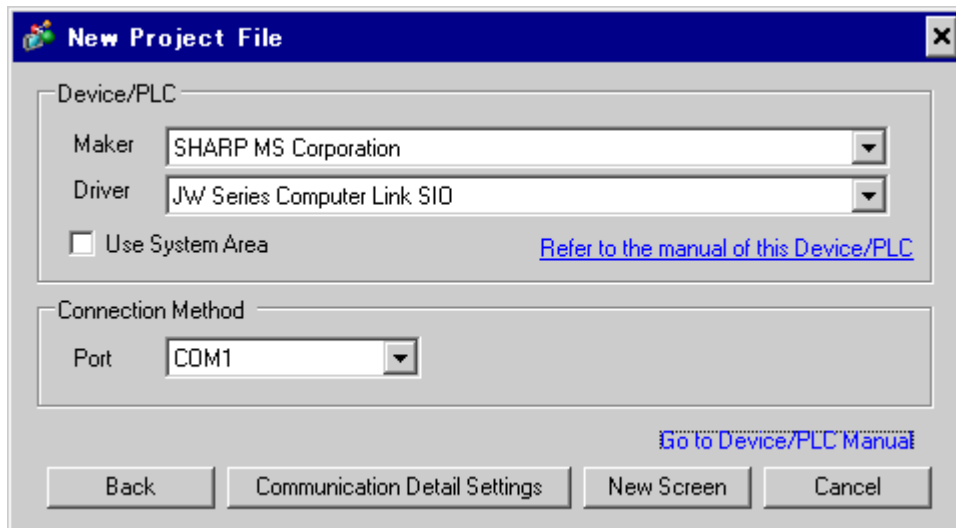 New Project File
Device/PLC
Maker SHARP MS Corporation
Driver JW Series Computer Link SIO
Use System Area Refer to the manual of this Device/PLC
Connection Method
Port COM1
Go to Device/PLC Manual
Back Communication Detail Settings New Screen Cancel